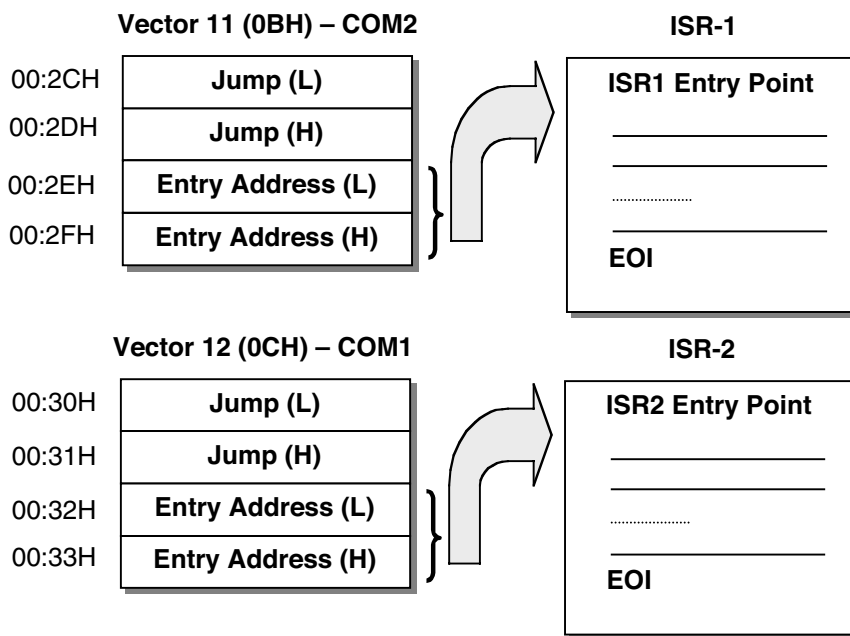 Vector 11 (0BH) – COM2
00:2CH Jump (L)
00:2DH Jump (H)
00:2EH Entry Address (L)
00:2FH Entry Address (H)
ISR-1
ISR1 Entry Point
EOI
Vector 12 (0CH) – COM1
00:30H Jump (L)
00:31H Jump (H)
00:32H Entry Address (L)
00:33H Entry Address (H)
ISR-2
ISR2 Entry Point
EOI